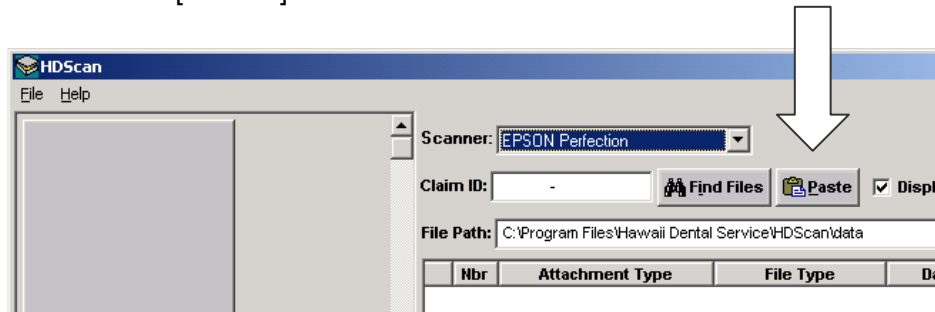 HDScan
File Help
Scanner: EPSON Perfection
Claim ID: - Find Files Paste
File Path: C:\Program Files\Hawaii Dental Service\HDScan\data
Nbr Attachment Type File Type